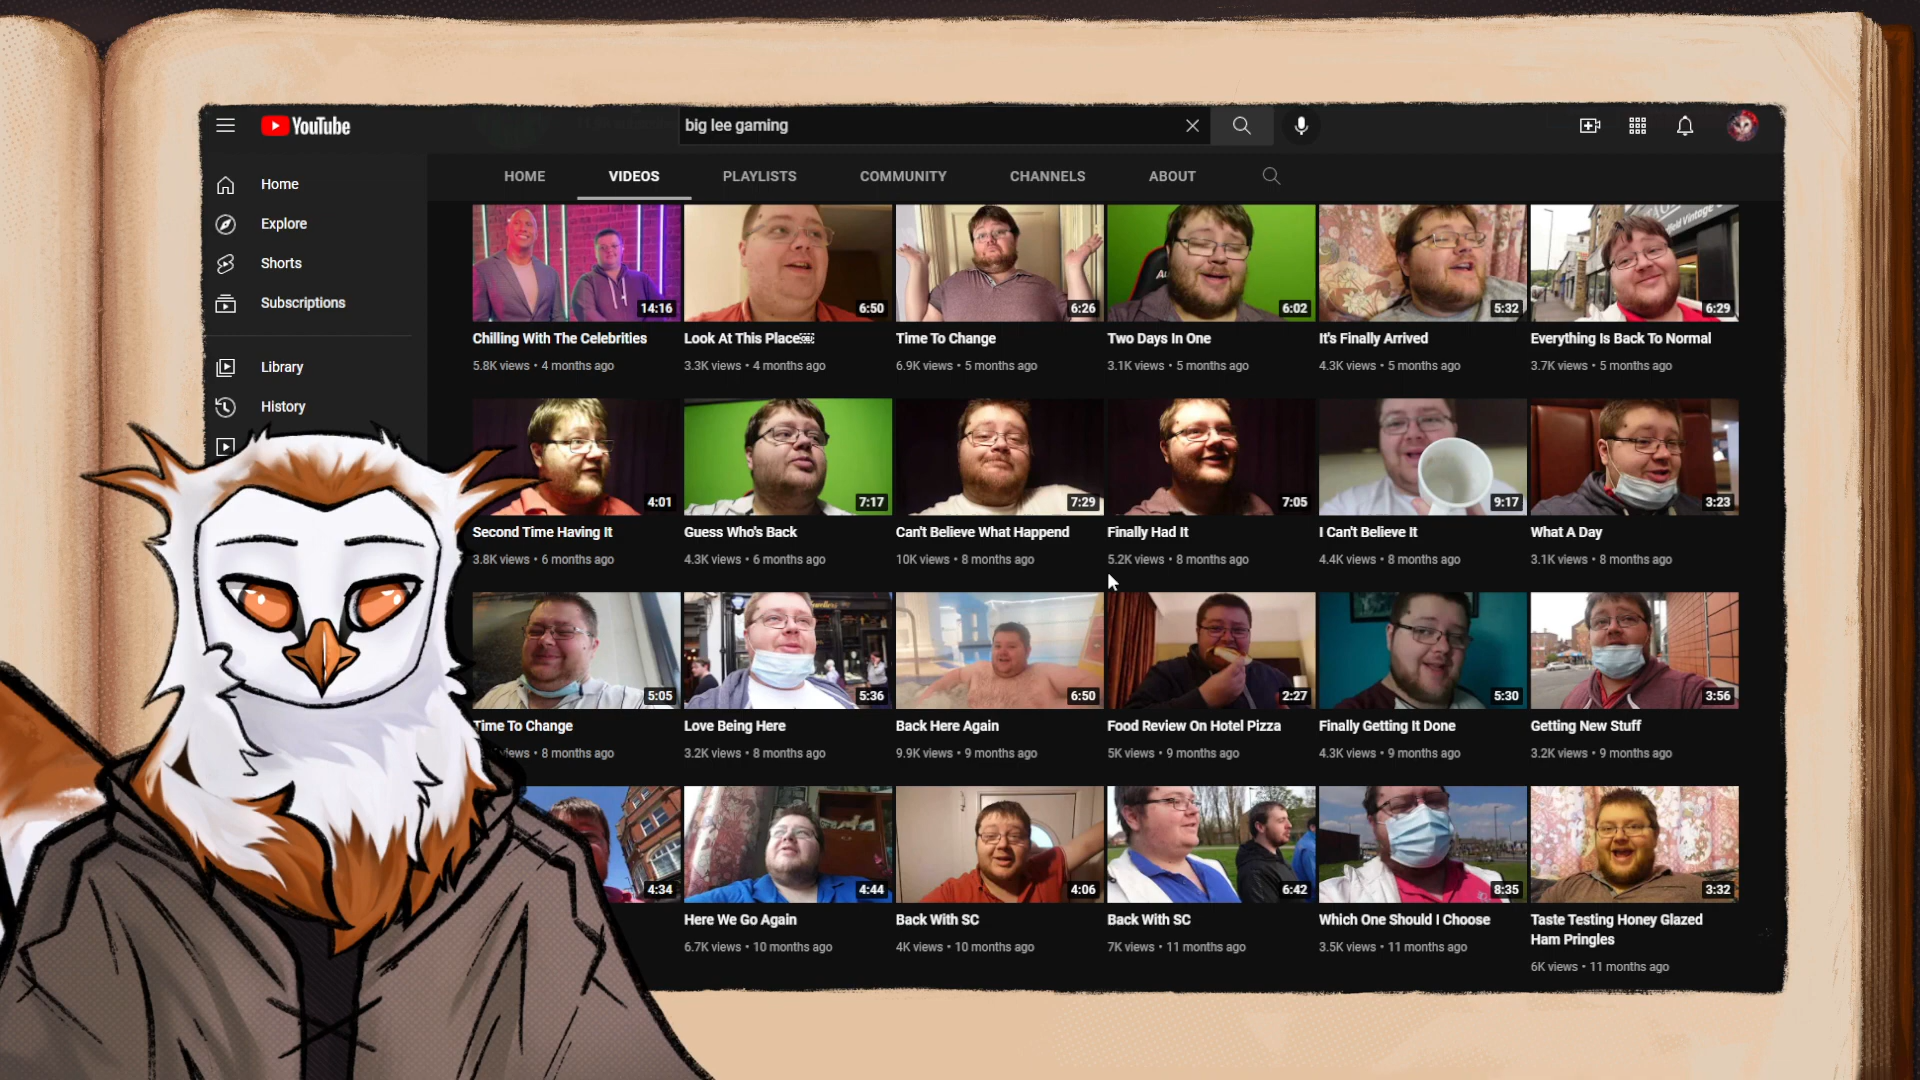 YouTube
big lee gaming
Home
Explore
Shorts
Subscriptions
Library
History
HOME VIDEOS PLAYLISTS COMMUNITY CHANNELS ABOUT
14:16 6:50 6:26 6:02 5:32 6:29
Chilling With The Celebrities Look At This Place Time To Change Two Days In One It's Finally Arrived Everything Is Back To Normal
5.8K views • 4 months ago 3.3K views • 4 months ago 6.9K views • 5 months ago 3.1K views • 5 months ago 4.3K views • 5 months ago 3.7K views • 5 months ago
4:01 7:17 7:29 7:05 9:17 3:23
Second Time Having It Guess Who's Back Can't Believe What Happend Finally Had It I Can't Believe It What A Day
3.8K views • 6 months ago 4.3K views • 6 months ago 10K views • 8 months ago 5.2K views • 8 months ago 4.4K views • 8 months ago 3.1K views • 8 months ago
5:05 5:36 6:50 2:27 5:30 3:56
Time To Change Love Being Here Back Here Again Food Review On Hotel Pizza Finally Getting It Done Getting New Stuff
views • 8 months ago 3.2K views • 8 months ago 9.9K views • 9 months ago 5K views • 9 months ago 4.3K views • 9 months ago 3.2K views • 9 months ago
4:34 4:44 4:06 6:42 8:35 3:32
Here We Go Again Back With SC Back With SC Which One Should I Choose Taste Testing Honey Glazed
Ham Pringles
6.7K views • 10 months ago 4K views • 10 months ago 7K views • 11 months ago 3.5K views • 11 months ago
6K views • 11 months ago